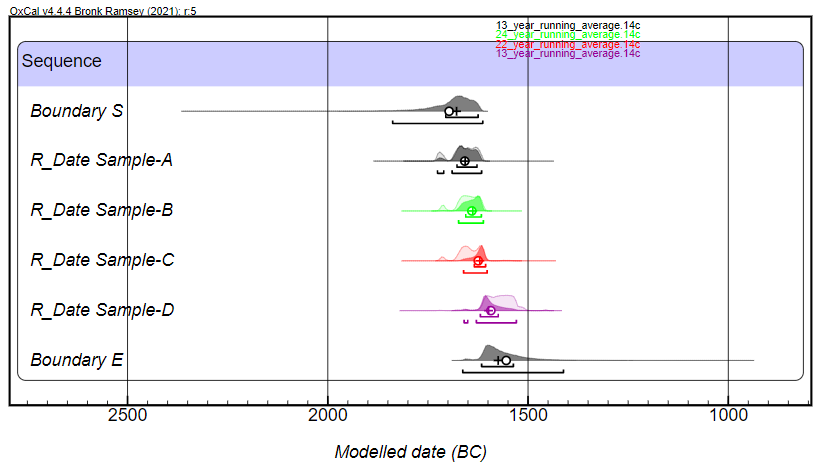 OxCal v4.4.4 Bronk Ramsey (2021); r:5
13_year_running_average.14c
24_year_running_average.14c
22_year_running_average.14c
13_year_running_average.14c
Sequence
Boundary S
R_Date Sample-A
R_Date Sample-B
R_Date Sample-C
R_Date Sample-D
Boundary E
2500 2000 1500 1000
Modelled date (BC)